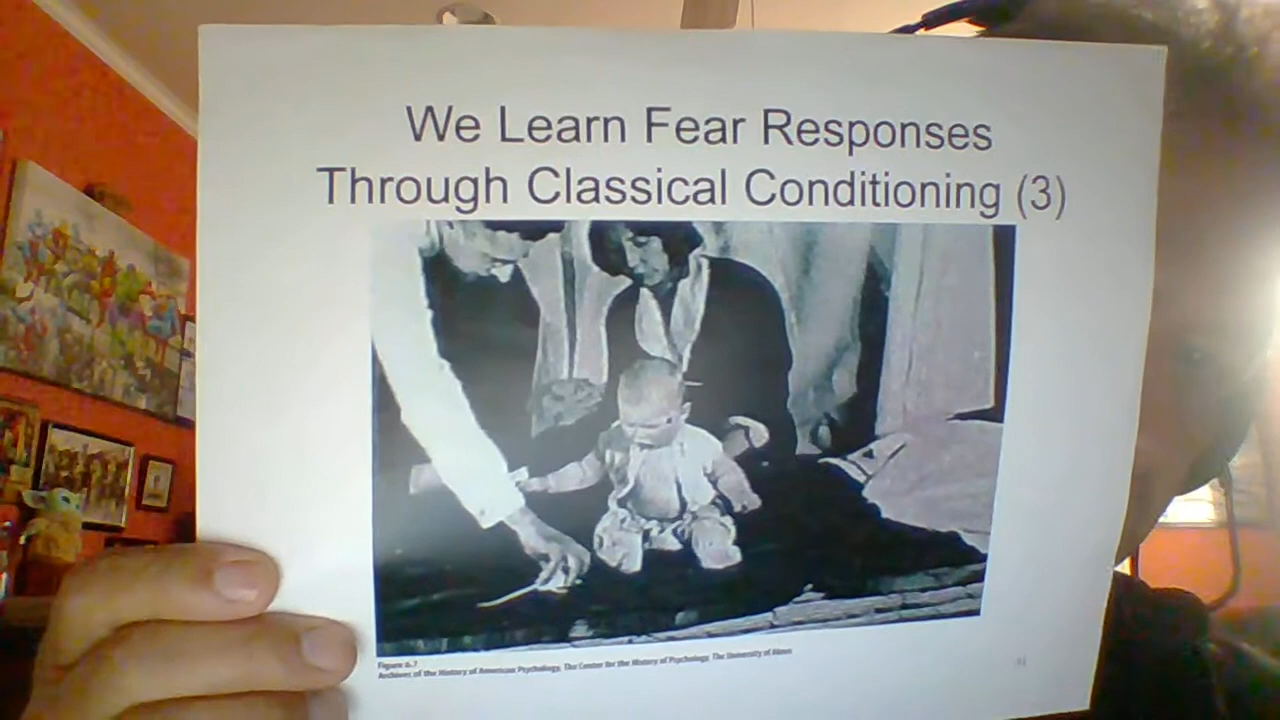 We Learn Fear Responses
Through Classical Conditioning (3)
Figure 6.7
Archives of the History of American Psychology, The Center for the History of Psychology, The University of Akron